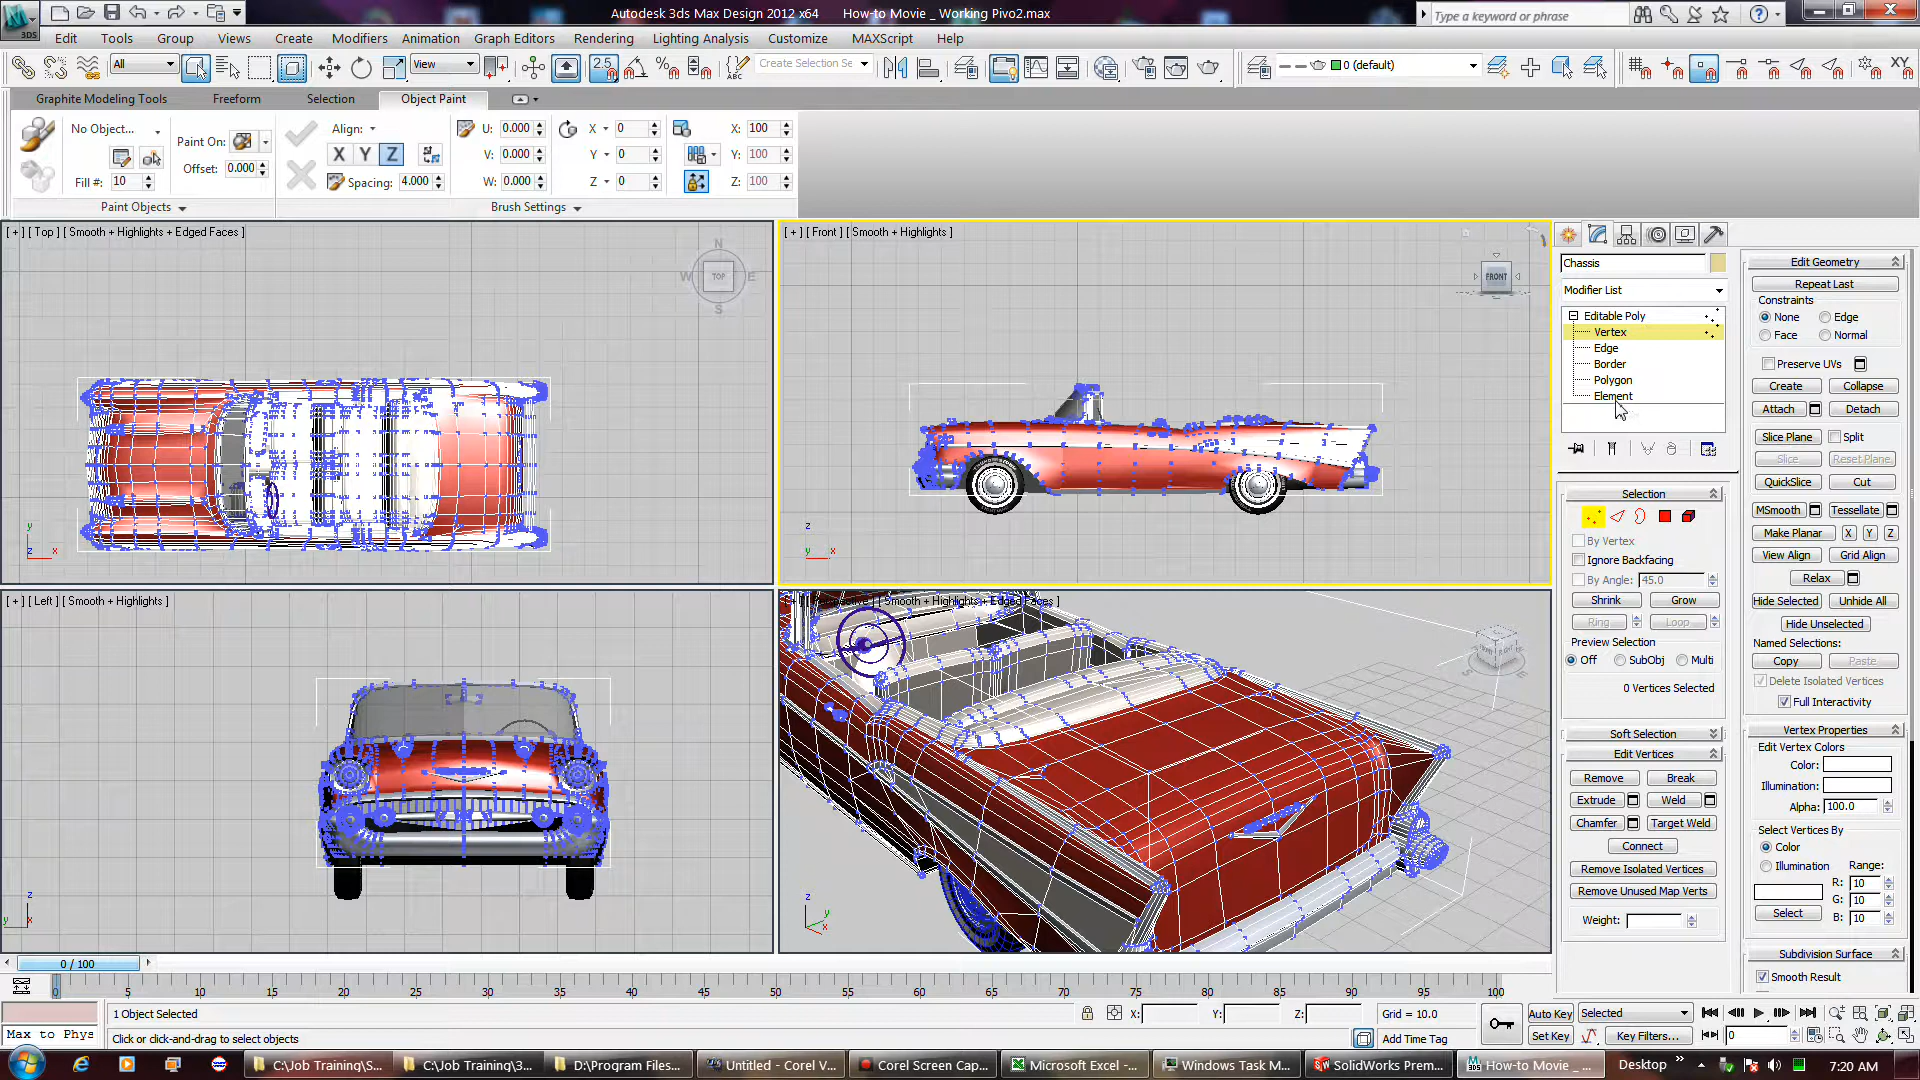 Autodesk 3ds Max Design 2012 x64 How-to Movie _ Working Pivo2.max
Type a keyword or phrase
3DS
Edit Tools Group Views Create Modifiers Animation Graph Editors Rendering Lighting Analysis Customize MAXScript Help
All View 2.5 Create Selection Se 0 (default) XY
Graphite Modeling Tools Freeform Selection Object Paint
No Object... Paint On: Align: U: 0.000 X 0 X: 100
Offset: 0.000 X Y Z V: 0.000 Y 0 Y: 100
Fill #: 10 Spacing: 4.000 W: 0.000 Z 0 Z: 100
Paint Objects Brush Settings
[ + ] [ Top ] [ Smooth + Highlights + Edged Faces ]
N
W TOP E
S
y
z x
[ + ] [ Front ] [ Smooth + Highlights ]
FRONT
z
y x
[ + ] [ Left ] [ Smooth + Highlights ]
z
y x
Smooth + Highlights + Edged Faces ]
z
y
x
Chassis
Modifier List
Editable Poly
Vertex
Edge
Border
Polygon
Element
Selection
By Vertex
Ignore Backfacing
By Angle: 45.0
Shrink Grow
Ring Loop
Preview Selection
Off SubObj Multi
0 Vertices Selected
Soft Selection
Edit Vertices
Remove Break
Extrude Weld
Chamfer Target Weld
Connect
Remove Isolated Vertices
Remove Unused Map Verts
Weight:
Edit Geometry
Repeat Last
Constraints
None Edge
Face Normal
Preserve UVs
Create Collapse
Attach Detach
Slice Plane Split
Slice Reset Plane
QuickSlice Cut
MSmooth Tessellate
Make Planar X Y Z
View Align Grid Align
Relax
Hide Selected Unhide All
Hide Unselected
Named Selections:
Copy Paste
Delete Isolated Vertices
Full Interactivity
Vertex Properties
Edit Vertex Colors
Color:
Illumination:
Alpha: 100.0
Select Vertices By
Color
Illumination Range:
R: 10
G: 10
Select B: 10
Subdivision Surface
Smooth Result
0 / 100
0 5 10 15 20 25 30 35 40 45 50 55 60 65 70 75 80 85 90 95 100
1 Object Selected X: Y: Z: Grid = 10.0 Auto Key Selected
Max to Phys Click or click-and-drag to select objects Add Time Tag Set Key Key Filters... 0
C:\Job Training\S... C:\Job Training\3... D:\Program Files... Untitled - Corel V... Corel Screen Cap... Microsoft Excel - ... Windows Task M... SolidWorks Prem... How-to Movie _ ... Desktop 7:20 AM